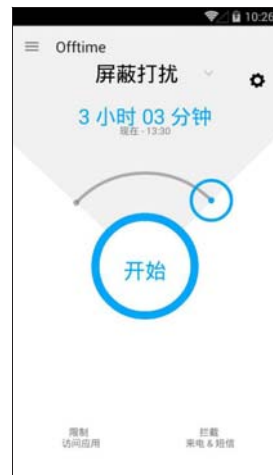 10:26
Offtime
屏蔽打扰
3 小时 03 分钟
现在 - 13:30
开始
限制
访问应用
拦截
来电 & 短信